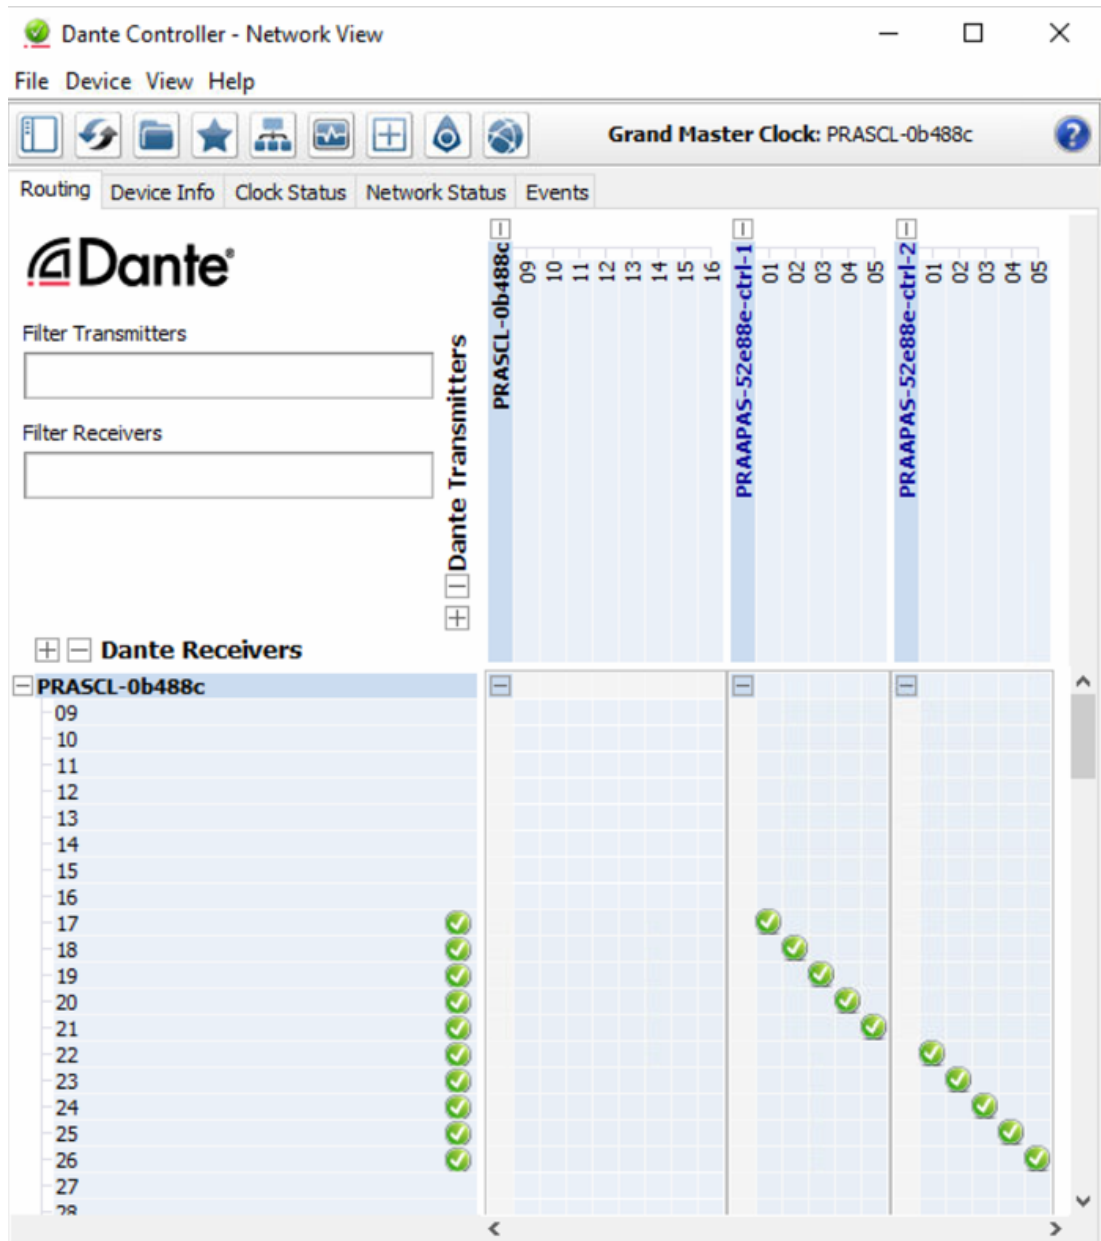 Dante Controller - Network View
File Device View Help
Grand Master Clock: PRASCL-0b488c
Routing Device Info Clock Status Network Status Events
Dante
Filter Transmitters
Filter Receivers
Dante Transmitters
PRASCL-0b488c
09
10
11
12
13
14
15
16
PRAAPAS-52e88e-ctrl-1
01
02
03
04
05
PRAAPAS-52e88e-ctrl-2
01
02
03
04
05
Dante Receivers
PRASCL-0b488c
09
10
11
12
13
14
15
16
17
18
19
20
21
22
23
24
25
26
27
28